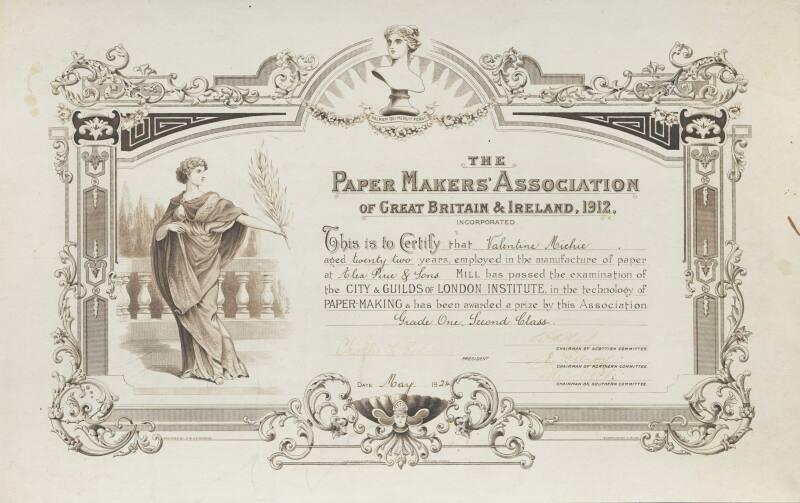 PALMAM QUI MERUIT FERAT
THE
PAPER MAKERS' ASSOCIATION
OF GREAT BRITAIN & IRELAND, 1912,
INCORPORATED
This is to Certify that Valentine Michie
aged twenty two years, employed in the manufacture of paper
at Alex Pirie & Sons. MILL has passed the examination of
the CITY & GUILDS OF LONDON INSTITUTE, in the technology of
PAPER-MAKING & has been awarded a prize by this Association
Grade One, Second Class.
CHAIRMAN OF SCOTTISH COMMITTEE.
PRESIDENT
CHAIRMAN OF NORTHERN COMMITTEE.
DATE May 1924
CHAIRMAN OF SOUTHERN COMMITTEE.